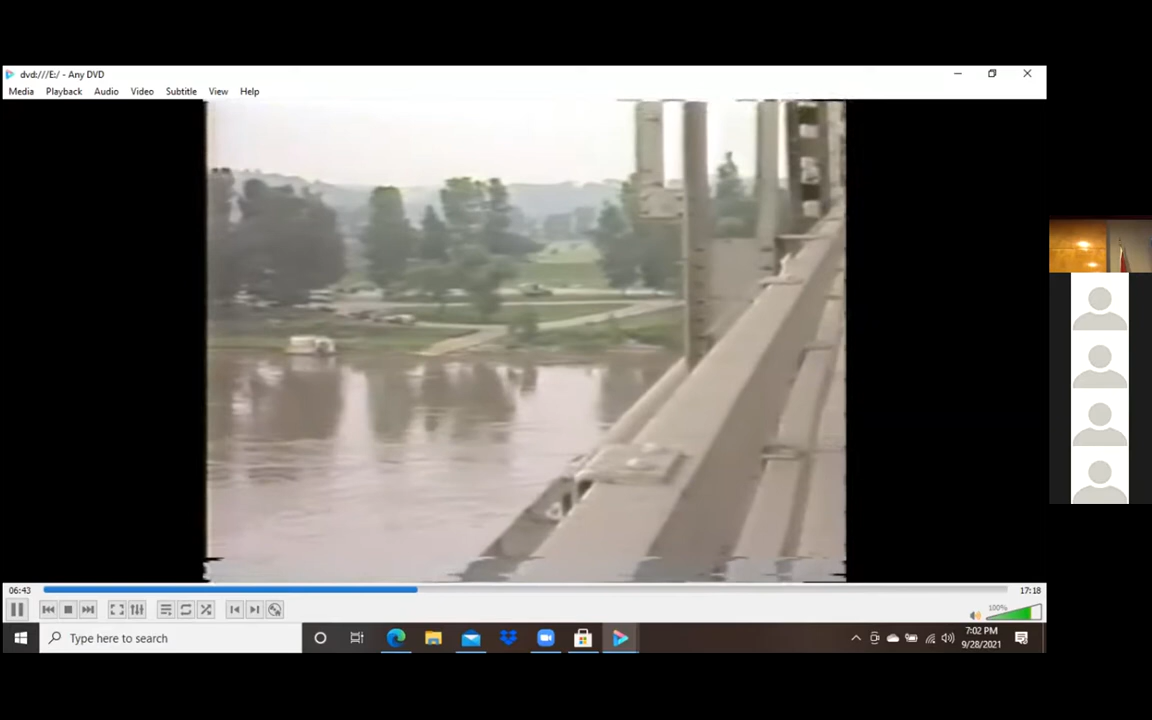 dvd:///E:/ - Any DVD
Media Playback Audio Video Subtitle View Help
06:43
17:18
100%
Type here to search
7:02 PM
9/28/2021